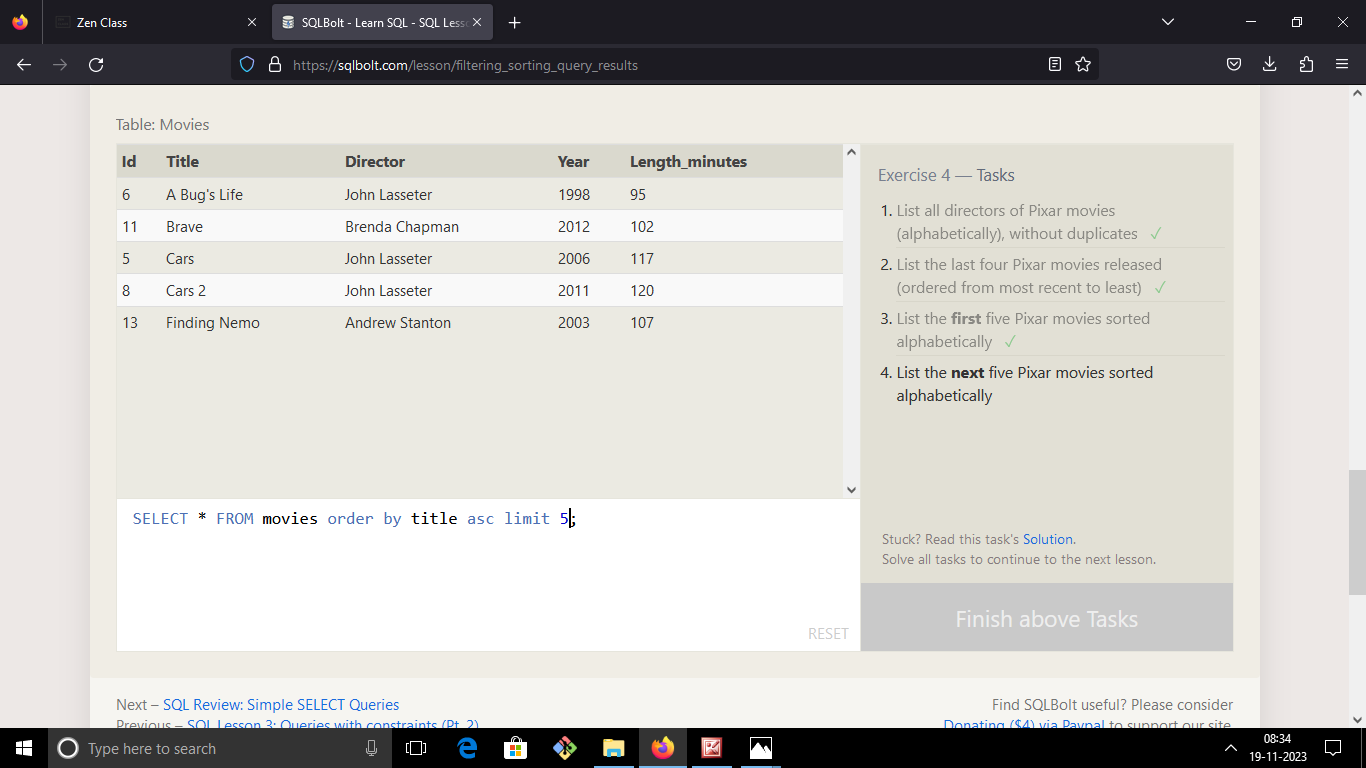 Zen Class
SQLBolt - Learn SQL - SQL Less
https://sqlbolt.com/lesson/filtering_sorting_query_results
Table: Movies
Id Title Director Year Length_minutes
6 A Bug's Life John Lasseter 1998 95
11 Brave Brenda Chapman 2012 102
5 Cars John Lasseter 2006 117
8 Cars 2 John Lasseter 2011 120
13 Finding Nemo Andrew Stanton 2003 107
SELECT * FROM movies order by title asc limit 5;
RESET
Exercise 4 — Tasks
1. List all directors of Pixar movies
(alphabetically), without duplicates ✓
2. List the last four Pixar movies released
(ordered from most recent to least) ✓
3. List the first five Pixar movies sorted
alphabetically ✓
4. List the next five Pixar movies sorted
alphabetically
Stuck? Read this task's Solution.
Solve all tasks to continue to the next lesson.
Finish above Tasks
Next – SQL Review: Simple SELECT Queries
Previous – SQL Lesson 3: Queries with constraints (Pt. 2)
Find SQLBolt useful? Please consider
Donating ($4) via Paypal to support our site.
Type here to search
08:34
19-11-2023